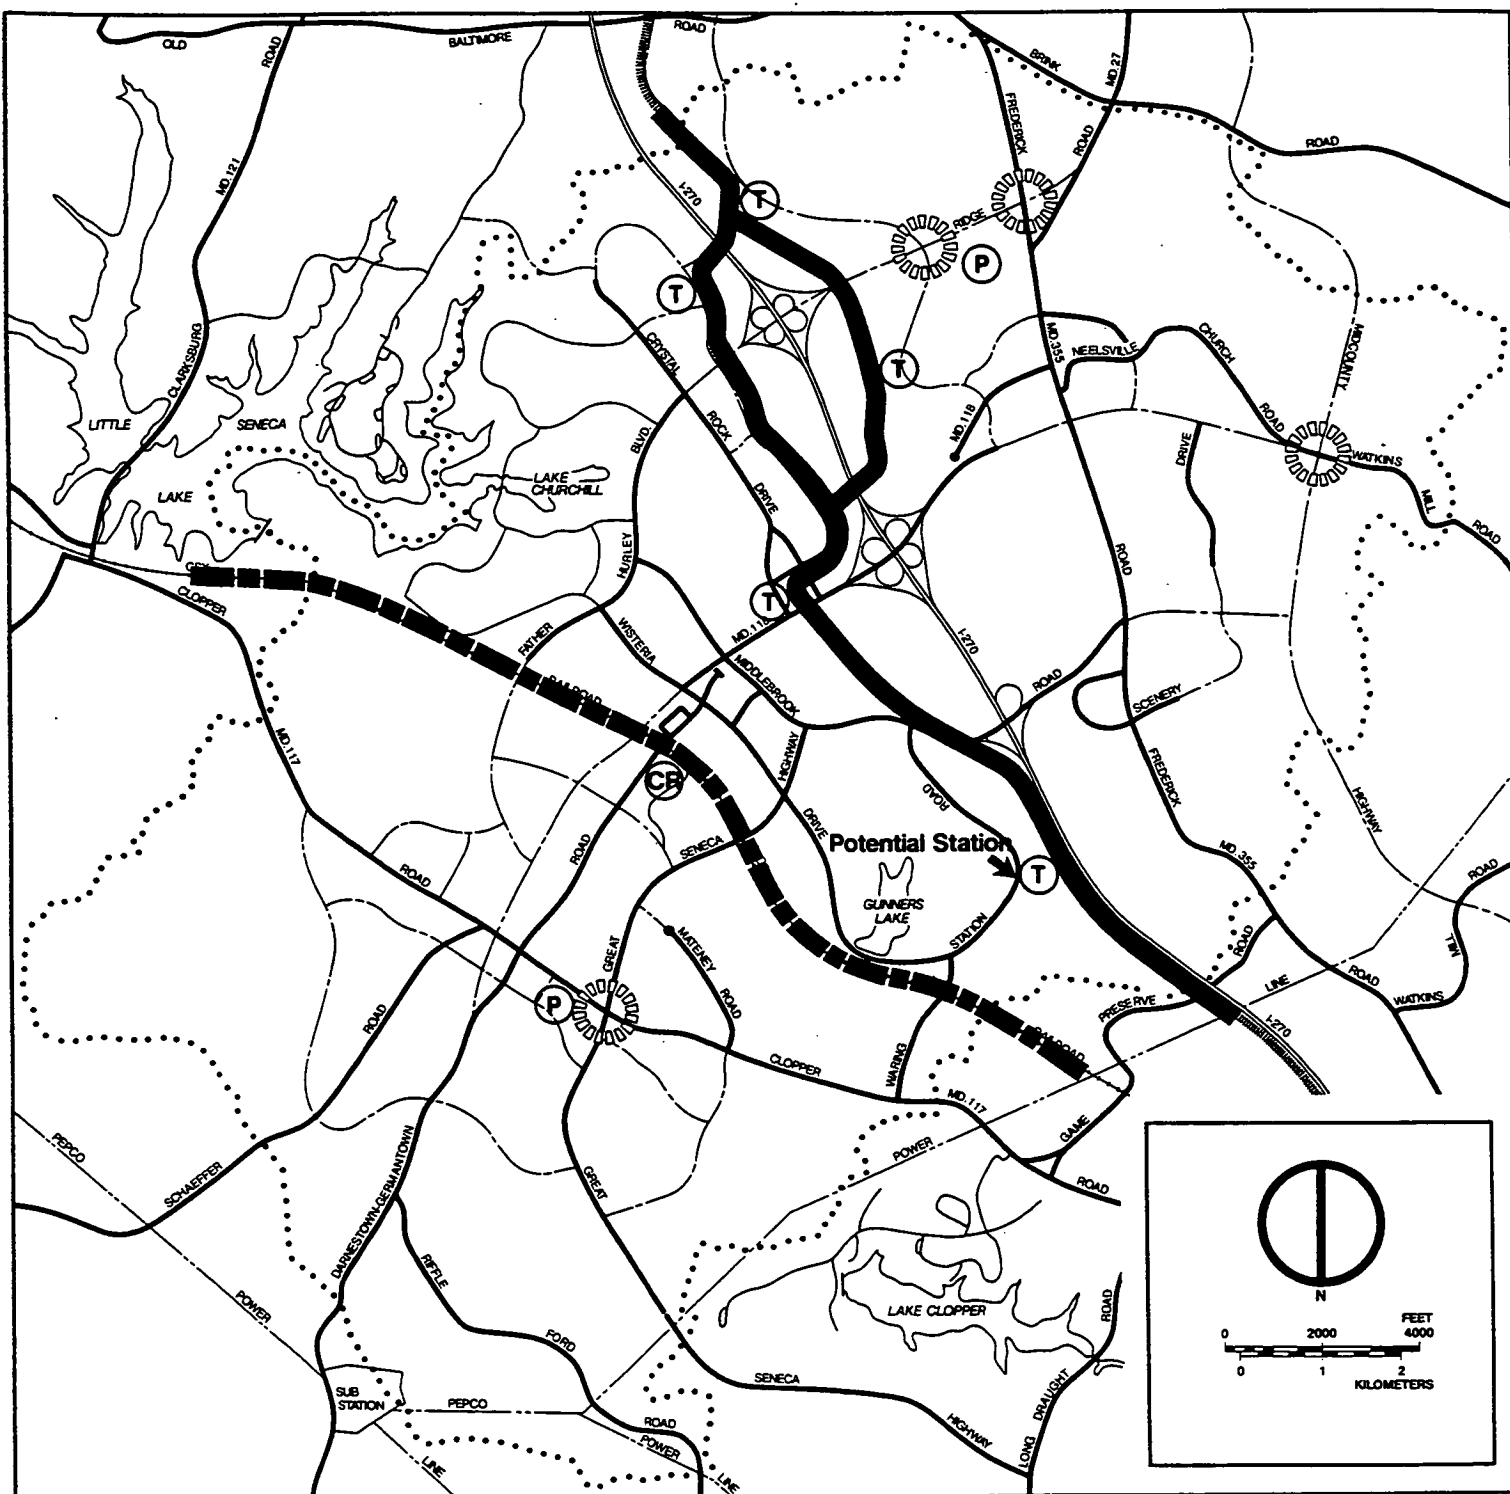 OLD
ROAD
BALTIMORE
ROAD
BRINK
MD.27
ROAD
FREDERICK
ROAD
MD.121
I-270
T
RIDGE
P
T
CLARKSBURG
CRYSTAL
MD.355
NEELSVILLE
CHURCH
MIDCOUNTY
T
LITTLE
SENECA
BLVD.
ROCK
MD.118
ROAD
DRIVE
WATKINS
LAKE
LAKE
CHURCHILL
DRIVE
MILL
ROAD
HURLEY
ROAD
CLOPPER
T
FATHER
WISTERIA
MD.118
I-270
MIDDLEBROOK
ROAD
SCENERY
RAILROAD
MD.117
HIGHWAY
CR
FREDERICK
ROAD
HIGHWAY
DRIVE
ROAD
SENECA
Potential Station
MD.355
ROAD
ROAD
T
GUNNERS
LAKE
STATION
MATENEY
GREAT
ROAD
MILL
ROAD
LINE
WATKINS
P
ROAD
ROAD
PRESERVE
I-270
RAILROAD
CLOPPER
WARING
MD.117
GAME
POWER
PEPCO
SCHAEFFER
DARNESTOWN-GERMANTOWN
GREAT
ROAD
RIFFLE
POWER
LAKE CLOPPER
ROAD
N
FORD
FEET
0 2000 4000
0 1 2
KILOMETERS
SUB
STATION
PEPCO
SENECA
DRAUGHT
ROAD
HIGHWAY
POWER
LONG
LINE
LINE